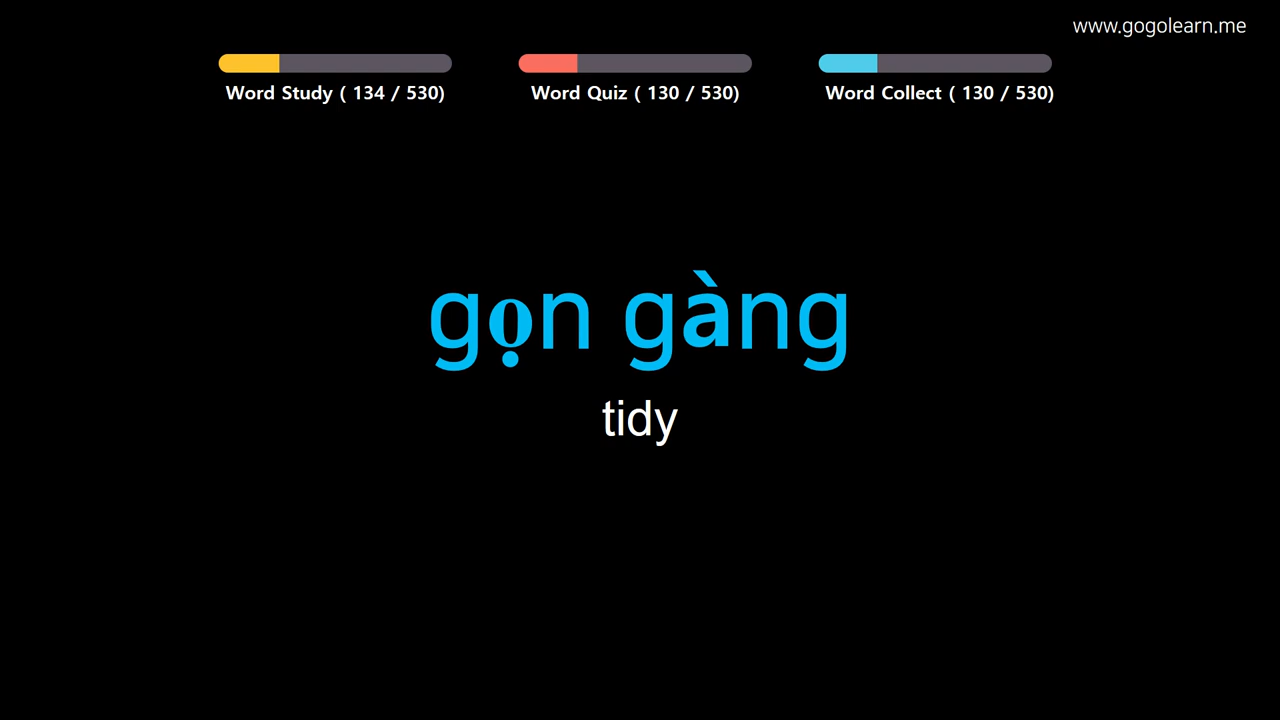 www.gogolearn.me
Word Study ( 134 / 530)
Word Quiz ( 130 / 530)
Word Collect ( 130 / 530)
gọn gàng
tidy